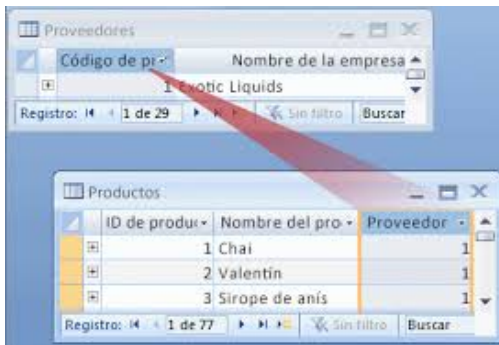 Proveedores
Código de pr
Nombre de la empresa
1 Exotic Liquids
Registro: 1 de 29 Sin filtro Buscar
Productos
ID de produc Nombre del pro Proveedor
1 Chai 1
2 Valentín 1
3 Sirope de anís 1
Registro: 1 de 77 Sin filtro Buscar